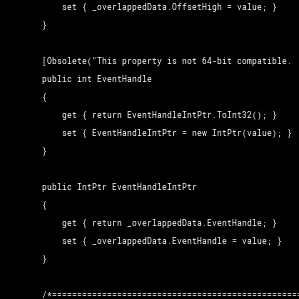 set { _overlappedData.OffsetHigh = value; }
}
[Obsolete("This property is not 64-bit compatible.
public int EventHandle
{
get { return EventHandleIntPtr.ToInt32(); }
set { EventHandleIntPtr = new IntPtr(value); }
}
public IntPtr EventHandleIntPtr
{
get { return _overlappedData.EventHandle; }
set { _overlappedData.EventHandle = value; }
}
/*==================================================